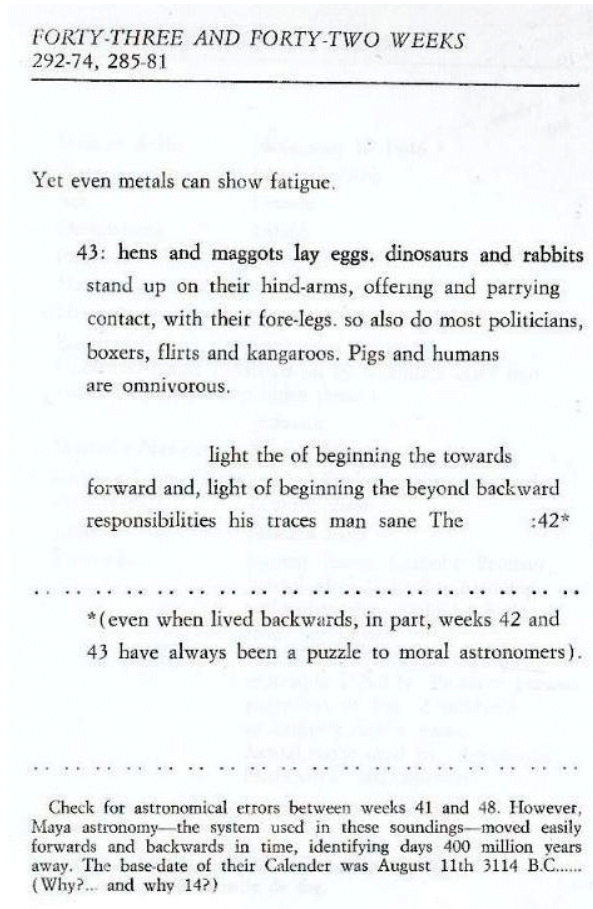 FORTY-THREE AND FORTY-TWO WEEKS
292-74, 285-81
Yet even metals can show fatigue.
43: hens and maggots lay eggs. dinosaurs and rabbits
stand up on their hind-arms, offering and parrying
contact, with their fore-legs. so also do most politicians,
boxers, flirts and kangaroos. Pigs and humans
are omnivorous.
light the of beginning the towards
forward and, light of beginning the beyond backward
responsibilities his traces man sane The :42*
. . . . . . . . . . . . . . . . . . . . . . . . . . . . . . . . . . . .
*(even when lived backwards, in part, weeks 42 and
43 have always been a puzzle to moral astronomers).
. . . . . . . . . . . . . . . . . . . . . . . . . . . . . . . . . . . .
Check for astronomical errors between weeks 41 and 48. However,
Maya astronomy—the system used in these soundings—moved easily
forwards and backwards in time, identifying days 400 million years
away. The base-date of their Calender was August 11th 3114 B.C......
(Why?... and why 14?)